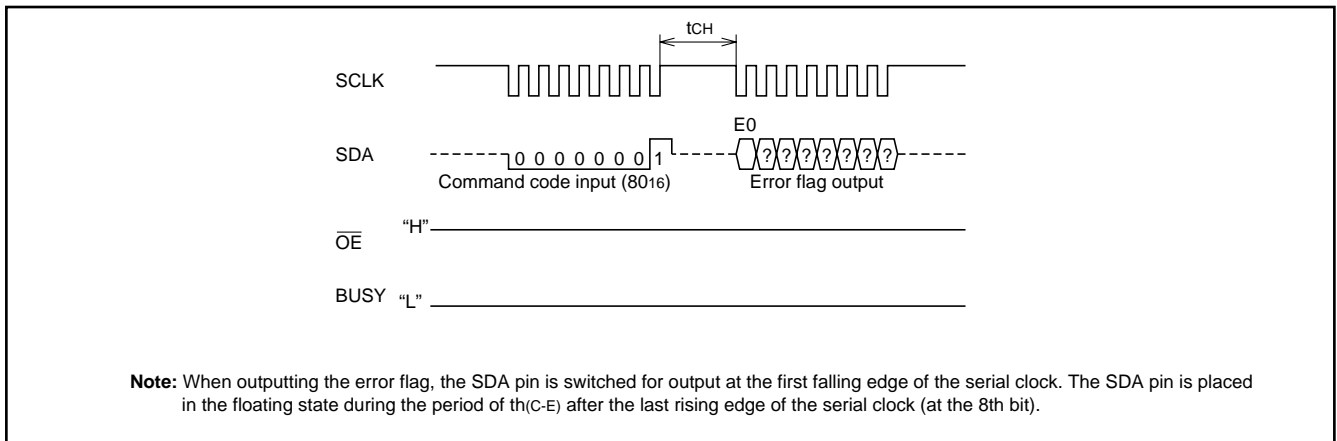 tCH
SCLK
E0
SDA
0 0 0 0 0 0 0 1
? ? ? ? ? ? ?
Command code input (8016)
Error flag output
OE
“H”
BUSY
“L”
Note: When outputting the error flag, the SDA pin is switched for output at the first falling edge of the serial clock. The SDA pin is placed
in the floating state during the period of th(C-E) after the last rising edge of the serial clock (at the 8th bit).